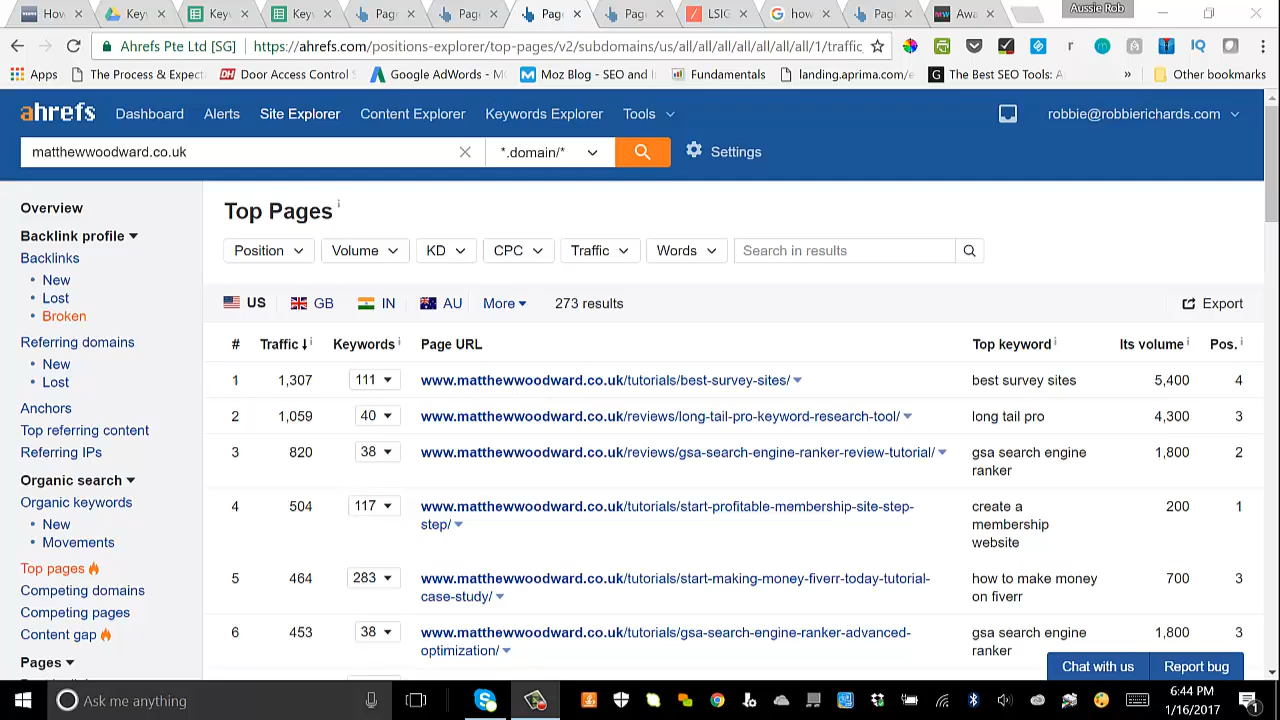 How
Key
Key
Key
Page
Page
Page
Page
LSIC
how
Page
Awa
Aussie Rob
Ahrefs Pte Ltd [SG]
https://ahrefs.com/positions-explorer/top-pages/v2/subdomains/us/all/all/all/all/all/all/1/traffic_
Apps
The Process & Expect
Door Access Control
Google AdWords - M
Moz Blog - SEO and I
Fundamentals
landing.aprima.com/e
The Best SEO Tools: A
»
Other bookmarks
ahrefs
Dashboard
Alerts
Site Explorer
Content Explorer
Keywords Explorer
Tools
robbie@robbierichards.com
matthewwoodward.co.uk
*.domain/*
Settings
Overview
Backlink profile
Backlinks
• New
• Lost
• Broken
Referring domains
• New
• Lost
Anchors
Top referring content
Referring IPs
Organic search
Organic keywords
• New
• Movements
Top pages
Competing domains
Competing pages
Content gap
Pages
Top Pages i
Position
Volume
KD
CPC
Traffic
Words
Search in results
US
GB
IN
AU
More
273 results
Export
# Traffic Keywords Page URL Top keyword Its volume Pos.
1 1,307 111 www.matthewwoodward.co.uk/tutorials/best-survey-sites/ best survey sites 5,400 4
2 1,059 40 www.matthewwoodward.co.uk/reviews/long-tail-pro-keyword-research-tool/ long tail pro 4,300 3
3 820 38 www.matthewwoodward.co.uk/reviews/gsa-search-engine-ranker-review-tutorial/ gsa search engine 1,800 2
ranker
4 504 117 www.matthewwoodward.co.uk/tutorials/start-profitable-membership-site-step- create a 200 1
step/ membership
website
5 464 283 www.matthewwoodward.co.uk/tutorials/start-making-money-fiverr-today-tutorial- how to make money 700 3
case-study/ on fiverr
6 453 38 www.matthewwoodward.co.uk/tutorials/gsa-search-engine-ranker-advanced- gsa search engine 1,800 3
optimization/ ranker
Chat with us
Report bug
Ask me anything
6:44 PM
1/16/2017